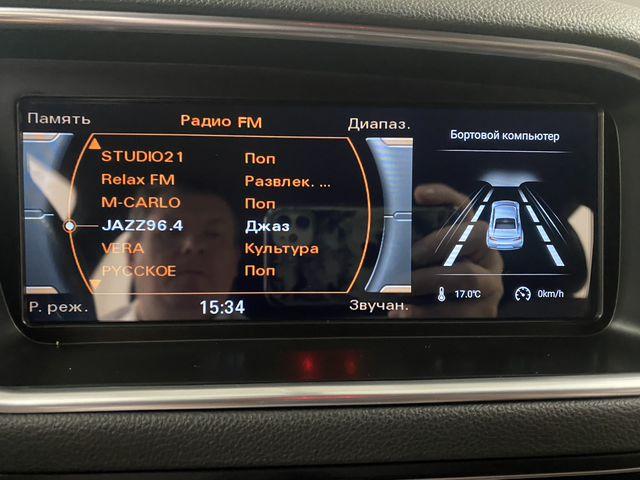 Память
Радио FM
Диапаз.
STUDIO21 Поп
Relax FM Развлек. ...
M-CARLO Поп
JAZZ96.4 Джаз
VERA Культура
РУССКОЕ Поп
Р. реж.
15:34
Звучан.
Бортовой компьютер
17.0℃
0km/h